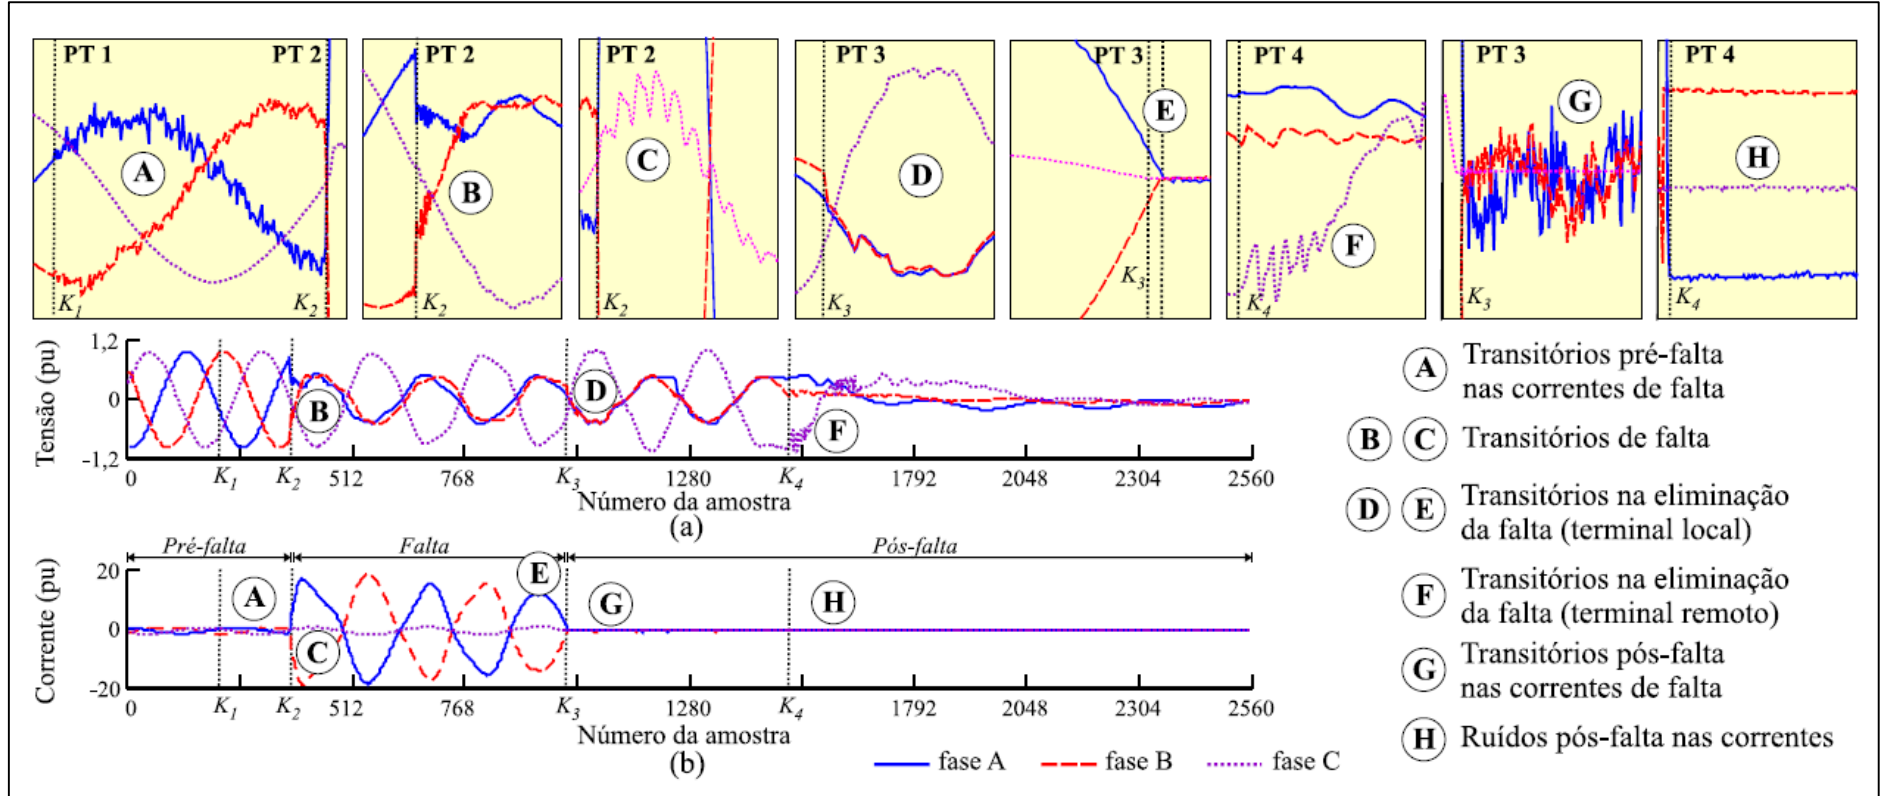 PT 1 PT 2 PT 2 PT 2 PT 3 PT 3 PT 4 PT 3 PT 4
A B C D E F G H
K1 K2 K2 K2 K3 K3 K4 K3 K4
Tensão (pu)
1,2
0
-1,2
B D F
0 K1 K2 512 768 K3 1280 K4 1792 2048 2304 2560
Número da amostra
(a)
Pré-falta Falta Pós-falta
Corrente (pu)
20
0
-20
A C E G H
0 K1 K2 512 768 K3 1280 K4 1792 2048 2304 2560
Número da amostra
(b)
fase A fase B fase C
A Transitórios pré-falta
nas correntes de falta
B C Transitórios de falta
D E Transitórios na eliminação
da falta (terminal local)
F Transitórios na eliminação
da falta (terminal remoto)
G Transitórios pós-falta
nas correntes de falta
H Ruídos pós-falta nas correntes